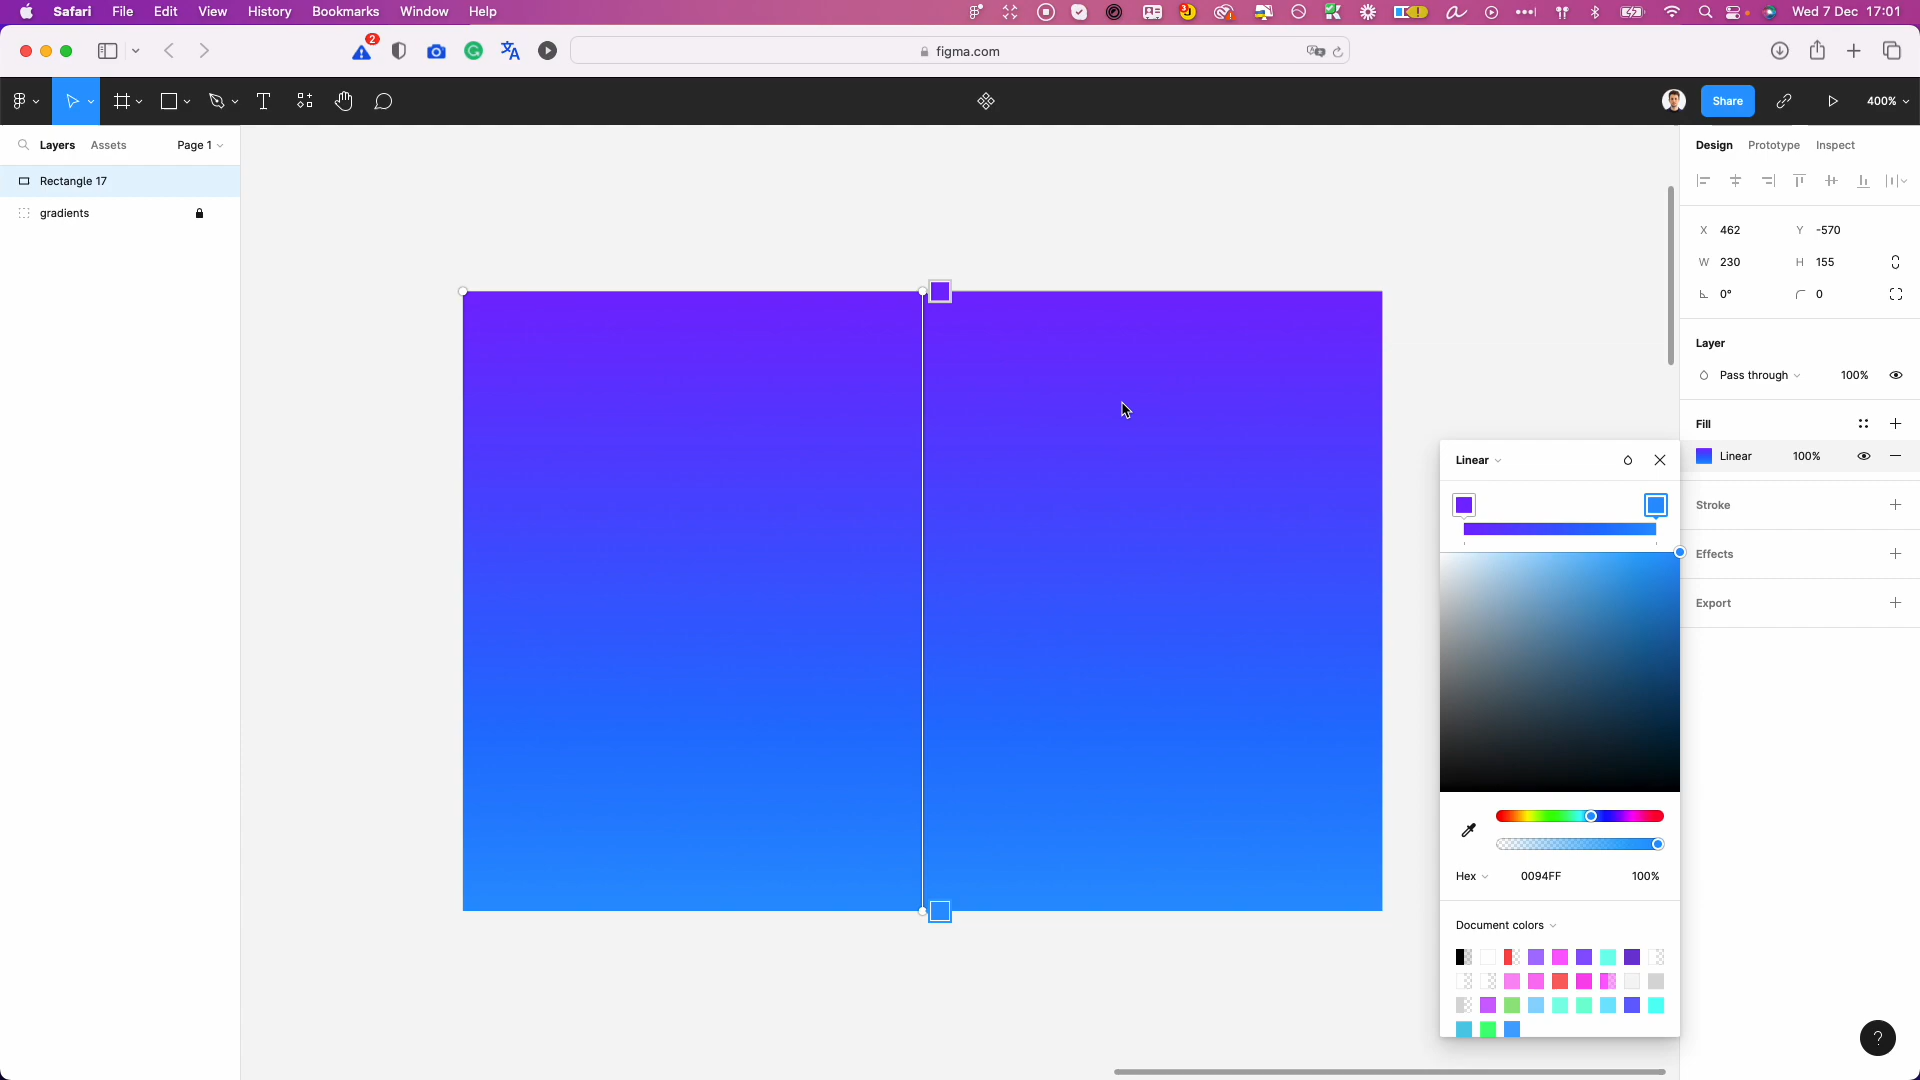 Safari File Edit View History Bookmarks Window Help Wed 7 Dec 17:01
2
figma.com
Share 400%
Layers Assets Page 1
Rectangle 17
gradients
Design Prototype Inspect
X 462 Y -570
W 230 H 155
0° 0
Layer
Pass through 100%
Fill
Linear 100%
Stroke
Effects
Export
Linear
Hex 0094FF 100%
Document colors
?